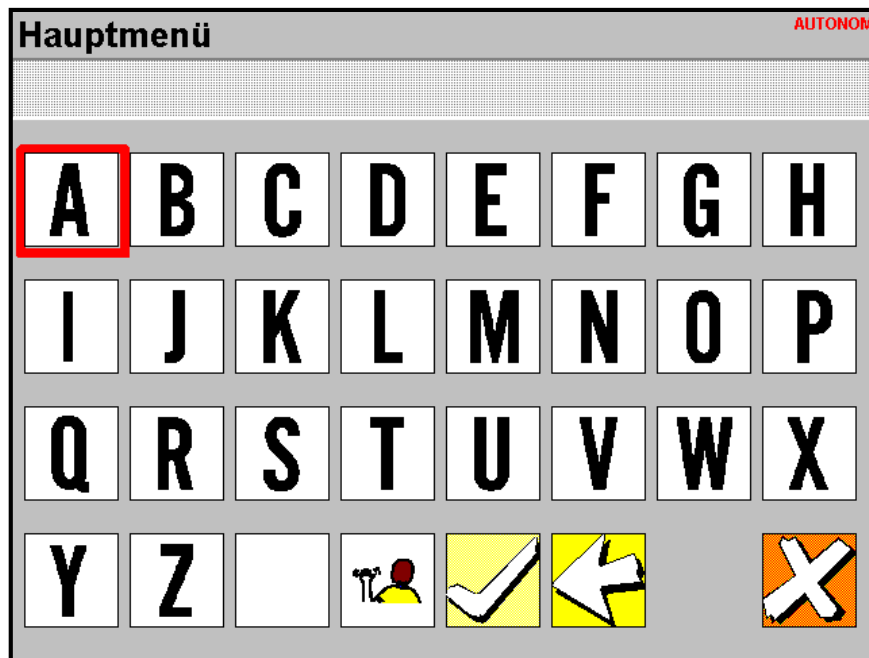 Hauptmenü
AUTONOM
A B C D E F G H
I J K L M N O P
Q R S T U V W X
Y Z